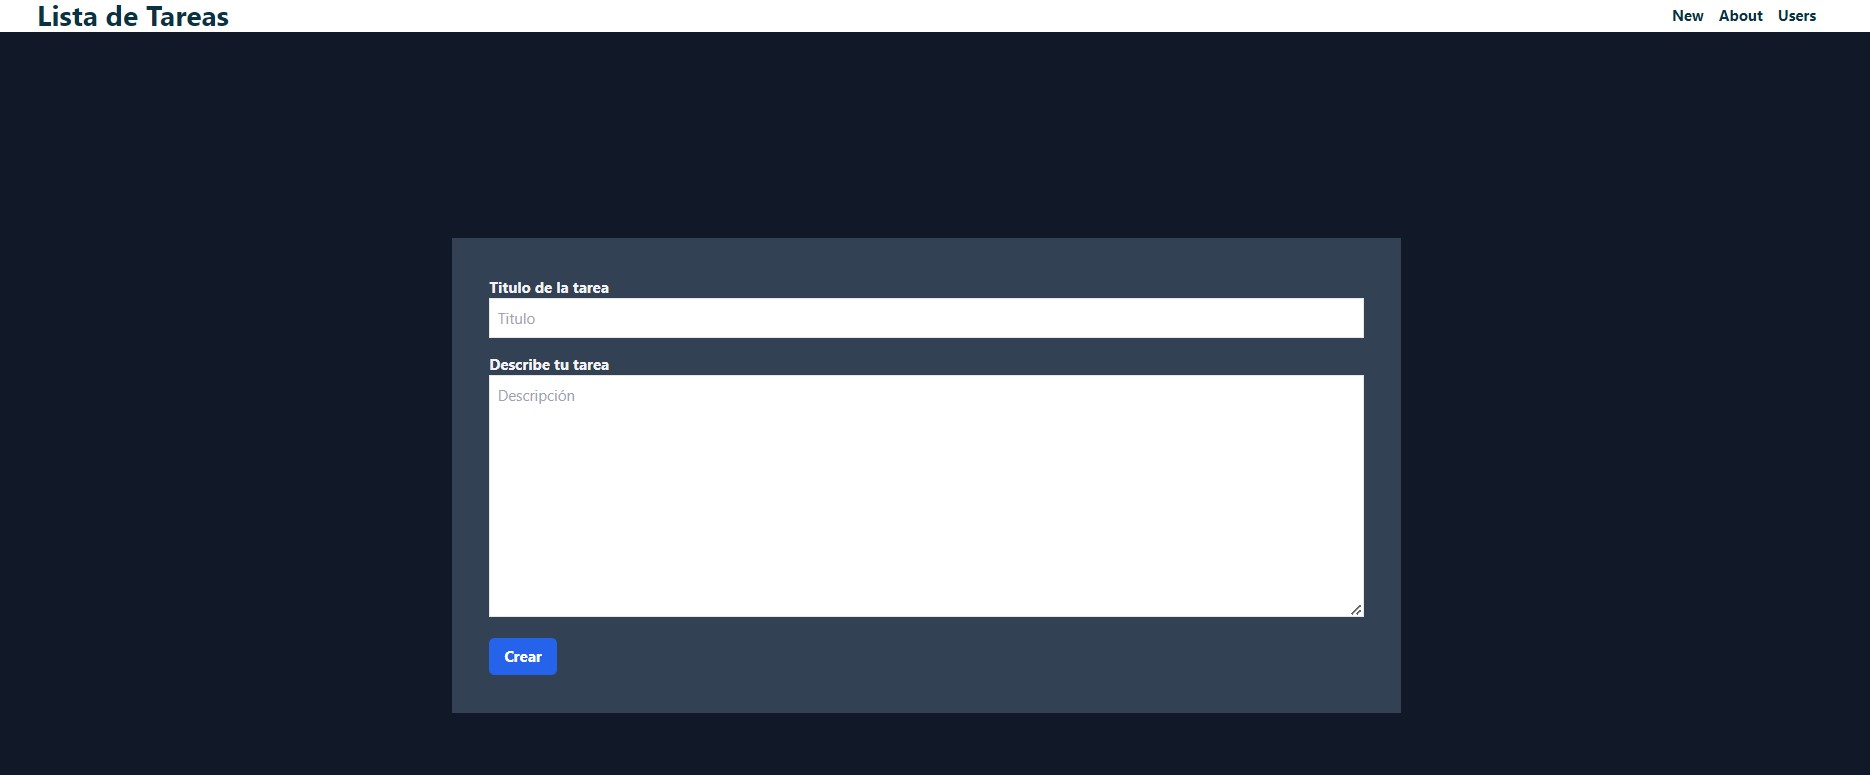 Lista de Tareas
New About Users
Titulo de la tarea
Titulo
Describe tu tarea
Descripción
Crear